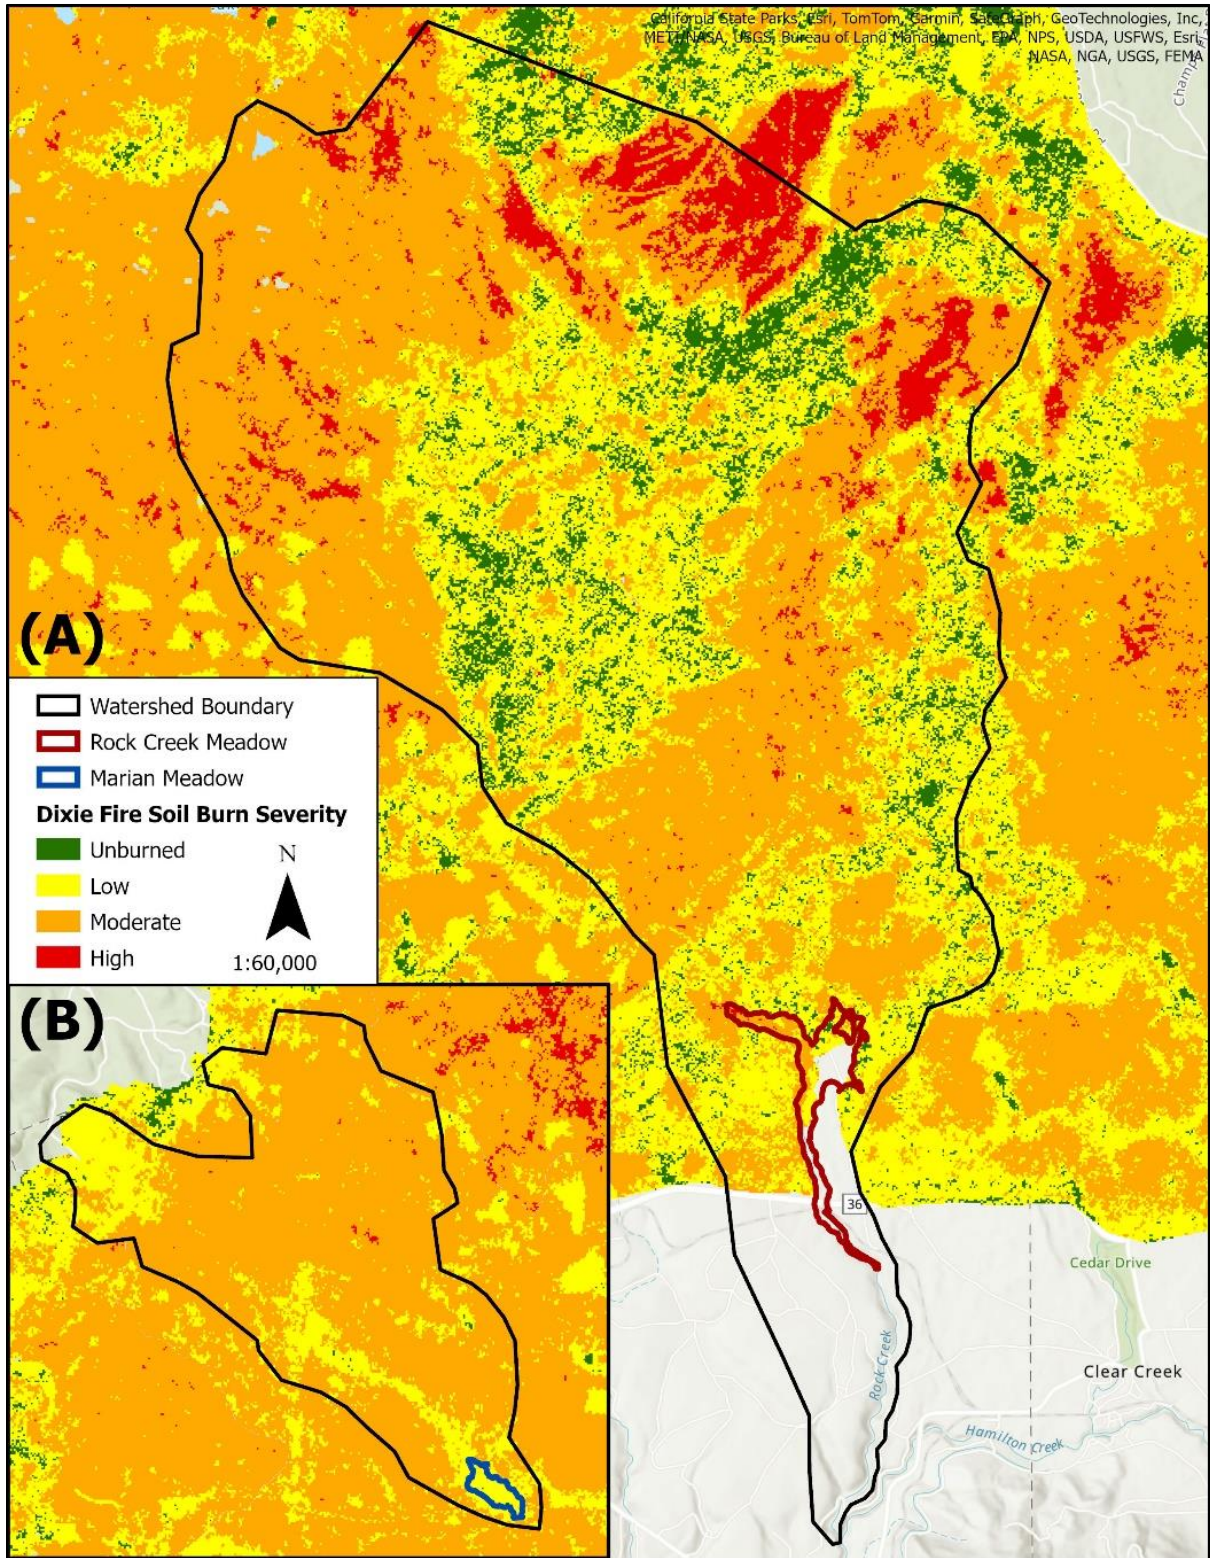 California State Parks, Esri, TomTom, Garmin, SafeGraph, GeoTechnologies, Inc,
METI/NASA, USGS, Bureau of Land Management, EPA, NPS, USDA, USFWS, Esri,
NASA, NGA, USGS, FEMA
(A)
Watershed Boundary
Rock Creek Meadow
Marian Meadow
Dixie Fire Soil Burn Severity
Unburned
Low
Moderate
High
N
1:60,000
(B)
36
Cedar Drive
Rock Creek
Clear Creek
Hamilton Creek